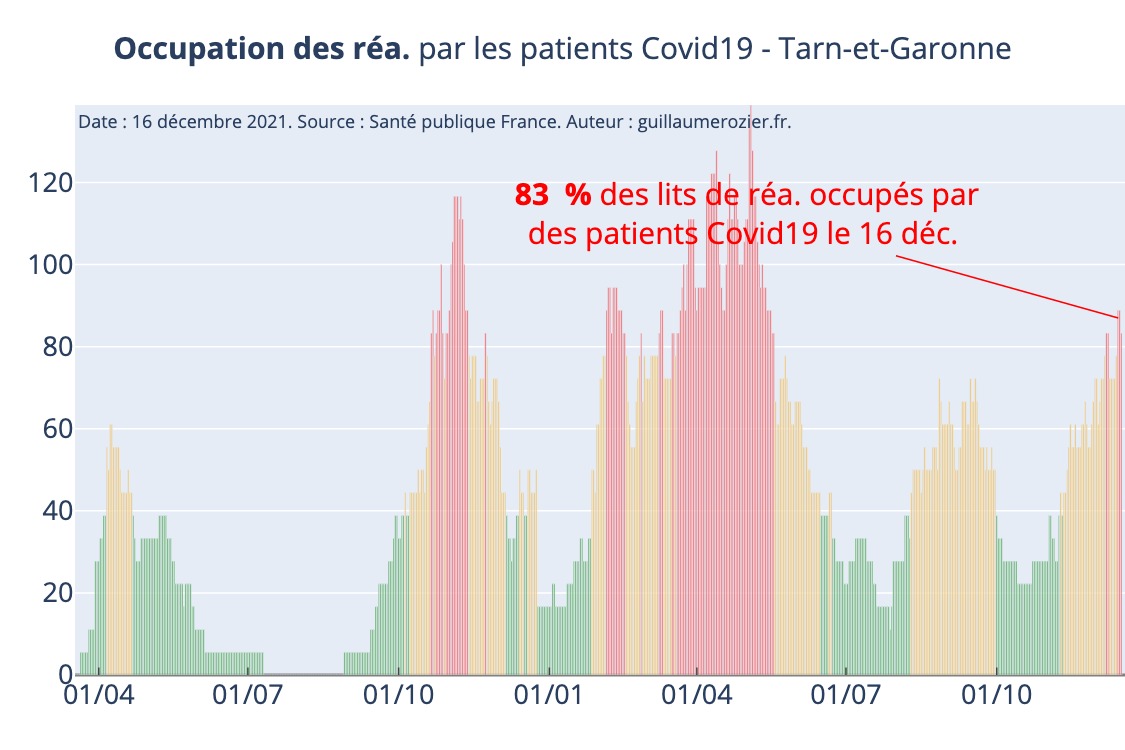 Occupation des réa. par les patients Covid19 - Tarn-et-Garonne
Date : 16 décembre 2021. Source : Santé publique France. Auteur : guillaumerozier.fr.
83 % des lits de réa. occupés par
des patients Covid19 le 16 déc.
120
100
80
60
40
20
0
01/04 01/07 01/10 01/01 01/04 01/07 01/10